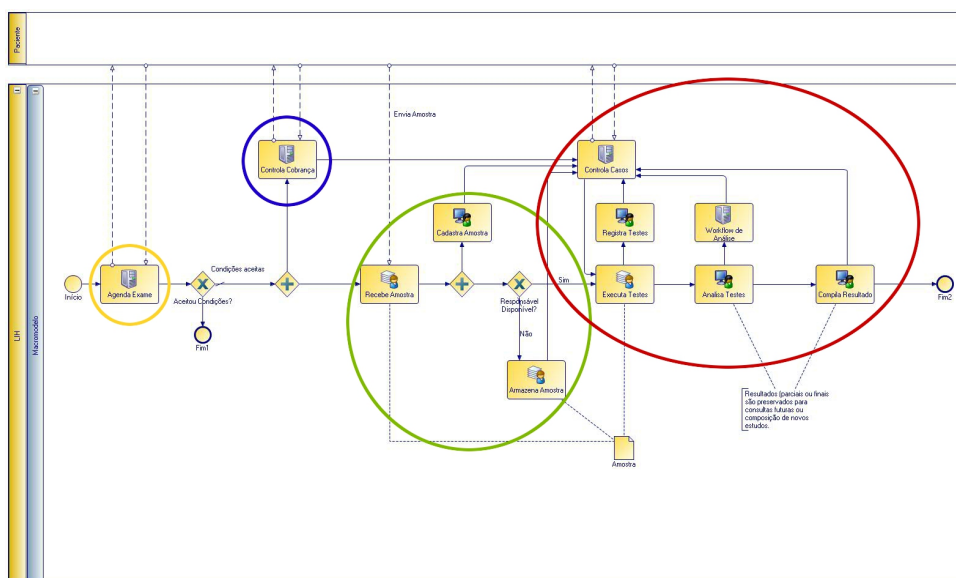 Paciente
LIH
Macromodelo
Envia Amostra
Controla Cobrança
Controla Casos
Cadastra Amostra
Registra Testes
Workflow de
Análise
Início
Agenda Exame
Condições aceitas
Aceitou Condições?
Fim1
Recebe Amostra
Responsável
Disponível?
Sim
Não
Executa Testes
Analisa Testes
Compila Resultado
Fim2
Armazena Amostra
Resultados (parciais ou finais
são preservados para
consultas futuras ou
composição de novos
estudos.
Amostra